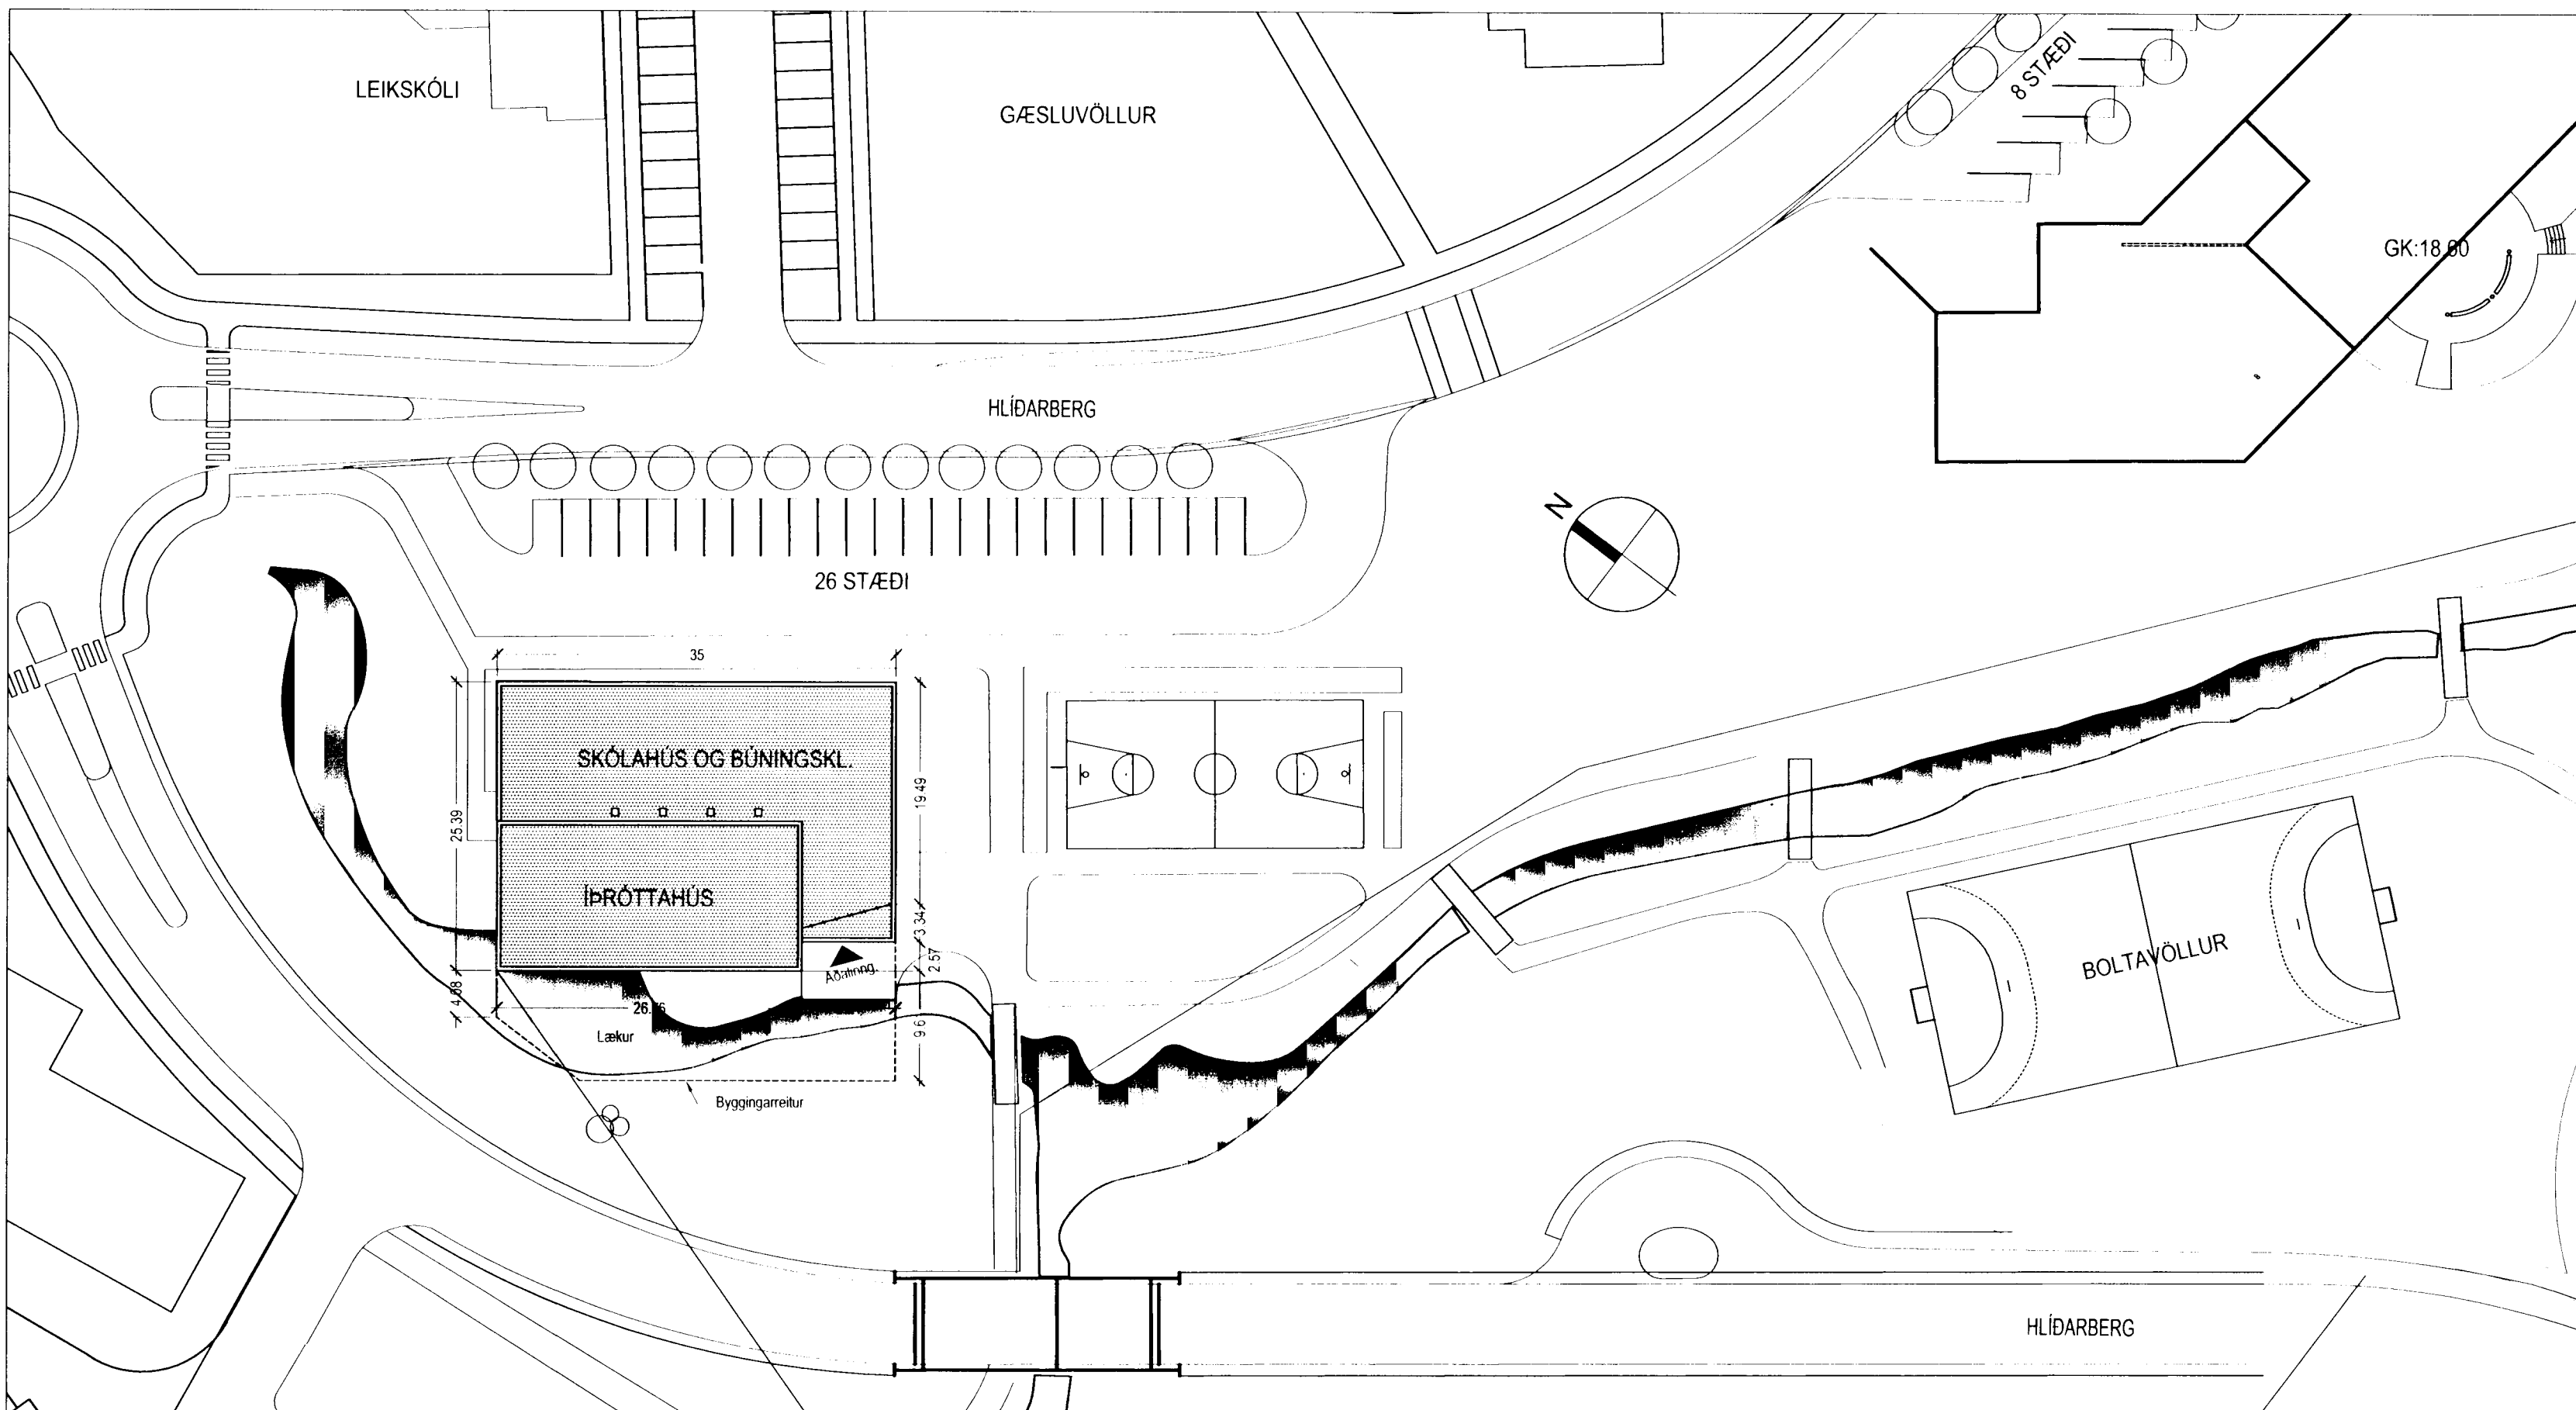 LEIKSKÓLI
GÆSLUVÖLLUR
8 STÆÐI
GK:18.60
HLÍÐARBERG
N
26 STÆÐI
35
SKÓLAHÚS OG BÚNINGSKL.
25.39
19.49
ÍÞRÓTTAHÚS
3.34
2.57
Aðalinng.
BOLTAVÖLLUR
4.08
Lækur
9.6
Byggingarreitur
HLÍÐARBERG